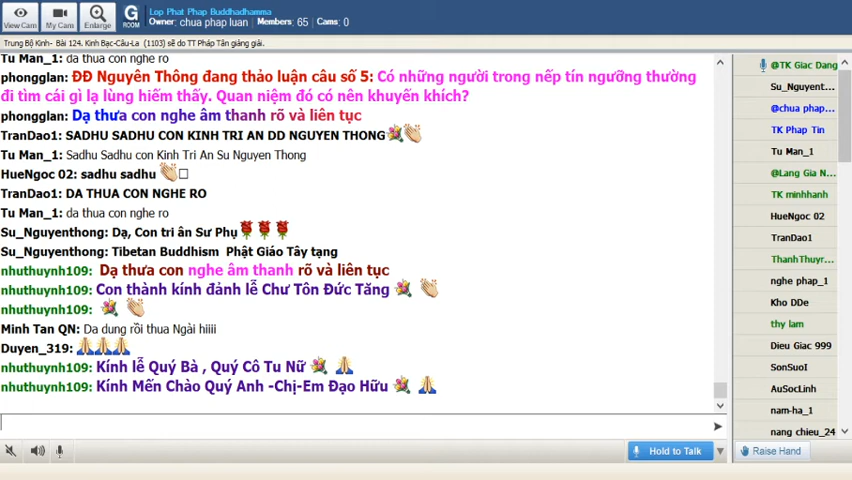 View Cam
My Cam
Enlarge
G
ROOM
Lop Phat Phap Buddhadhamma
Owner: chua phap luan Members: 65 Cams: 0
Trung Bộ Kinh- Bài 124. Kinh Bạc-Câu-La (1103) sẽ do TT Pháp Tân giảng giải.
Tu Man_1: da thua con nghe ro
phongglan: ĐĐ Nguyên Thông đang thảo luận câu số 5: Có những người trong nếp tín ngưỡng thường
đi tìm cái gì lạ lùng hiếm thấy. Quan niệm đó có nên khuyến khích?
phongglan: Dạ thưa con nghe âm thanh rõ và liên tục
TranDao1: SADHU SADHU CON KINH TRI AN DD NGUYEN THONG
Tu Man_1: Sadhu Sadhu con Kinh Tri An Su Nguyen Thong
HueNgoc 02: sadhu sadhu
TranDao1: DA THUA CON NGHE RO
Tu Man_1: da thua con nghe ro
Su_Nguyenthong: Dạ, Con tri ân Sư Phụ
Su_Nguyenthong: Tibetan Buddhism Phật Giáo Tây tạng
nhuthuynh109: Dạ thưa con nghe âm thanh rõ và liên tục
nhuthuynh109: Con thành kính đảnh lễ Chư Tôn Đức Tăng
nhuthuynh109:
Minh Tan QN: Da dung rồi thua Ngài hiiii
Duyen_319:
nhuthuynh109: Kính lễ Quý Bà , Quý Cô Tu Nữ
nhuthuynh109: Kính Mến Chào Quý Anh -Chị-Em Đạo Hữu
@TK Giac Dang
Su_Nguyent...
@chua phap...
TK Phap Tin
Tu Man_1
@Lang Gia N...
TK minhhanh
HueNgoc 02
TranDao1
ThanhThuyr...
nghe phap_1
Kho DDe
thy lam
Dieu Giac 999
SonSuoI
AuSocLinh
nam-ha_1
nang chieu_24
Hold to Talk
Raise Hand